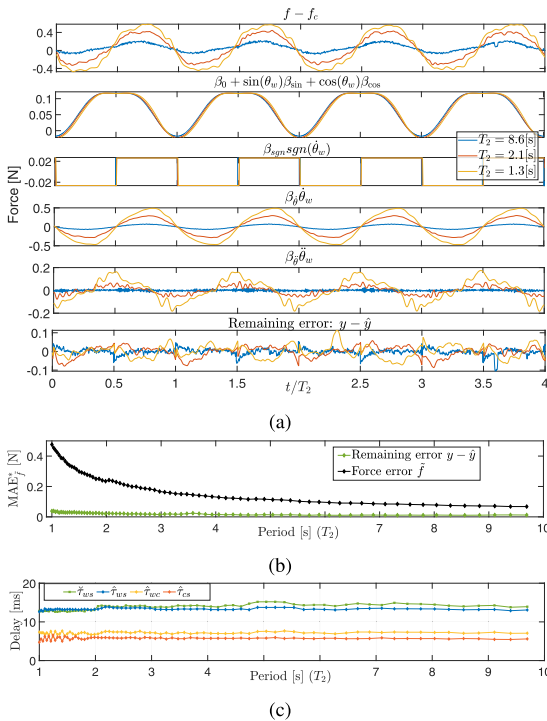 f − f_c
0.4
0
-0.4
β_0 + sin(θ_w)β_sin + cos(θ_w)β_cos
0.1
0.05
0
β_sgn sgn(θ̇_w)
T_2 = 8.6[s]
T_2 = 2.1[s]
T_2 = 1.3[s]
0.02
-0.02
Force [N]
β_θ̇ θ̇_w
0.5
0
-0.5
β_θ̈ θ̈_w
0.2
0
-0.2
Remaining error: y − ŷ
0.1
0
-0.1
0 0.5 1 1.5 2 2.5 3 3.5 4
t/T_2
(a)
MAE*_f̃ [N]
0.4
0.2
0
Remaining error y − ŷ
Force error f̃
1 2 3 4 5 6 7 8 9 10
Period [s] (T_2)
(b)
Delay [ms]
20
10
0
τ̆_ws τ̂_ws τ̂_wc τ̂_cs
1 2 3 4 5 6 7 8 9 10
Period [s] (T_2)
(c)